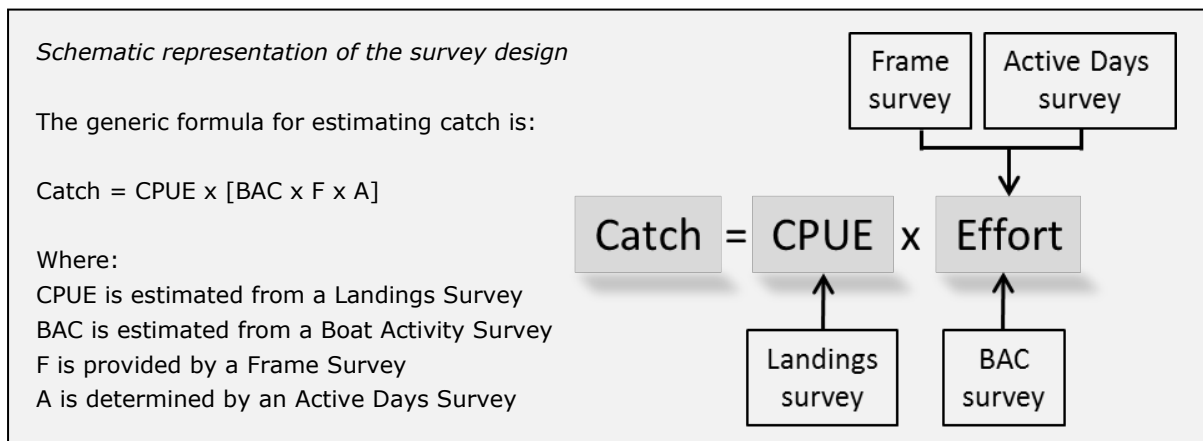 Schematic representation of the survey design
The generic formula for estimating catch is:
Catch = CPUE x [BAC x F x A]
Where:
CPUE is estimated from a Landings Survey
BAC is estimated from a Boat Activity Survey
F is provided by a Frame Survey
A is determined by an Active Days Survey
Frame
survey
Active Days
survey
Catch = CPUE x Effort
Landings
survey
BAC
survey